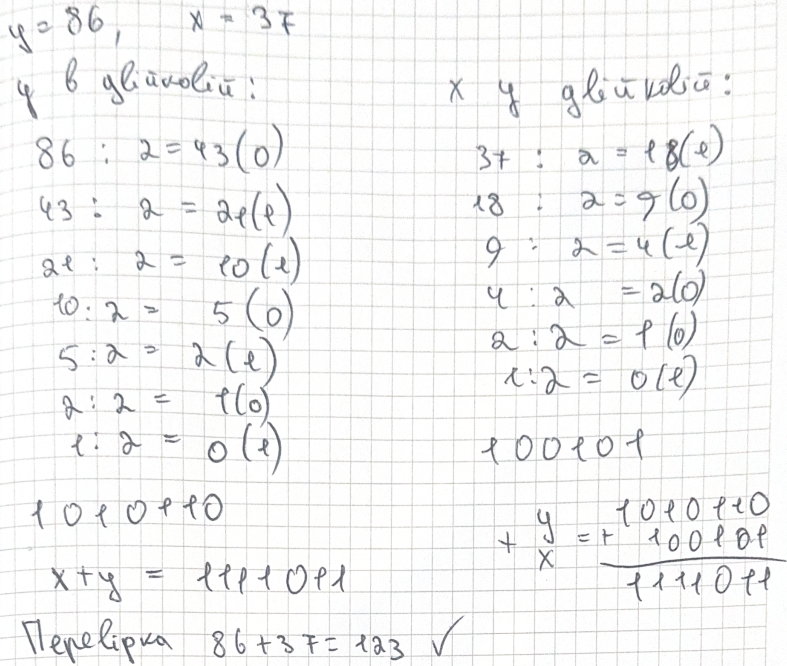 y = 86, x = 37
y в двійковій:
86 : 2 = 43(0)
43 : 2 = 21(1)
21 : 2 = 10(1)
10 : 2 = 5(0)
5 : 2 = 2(1)
2 : 2 = 1(0)
1 : 2 = 0(1)
1010110
x + y = 1111011
Перевірка 86 + 37 = 123 ✓
x у двійковій:
37 : 2 = 18(1)
18 : 2 = 9(0)
9 : 2 = 4(1)
4 : 2 = 2(0)
2 : 2 = 1(0)
1 : 2 = 0(1)
100101
+ y = + 1010110
x 100101
1111011